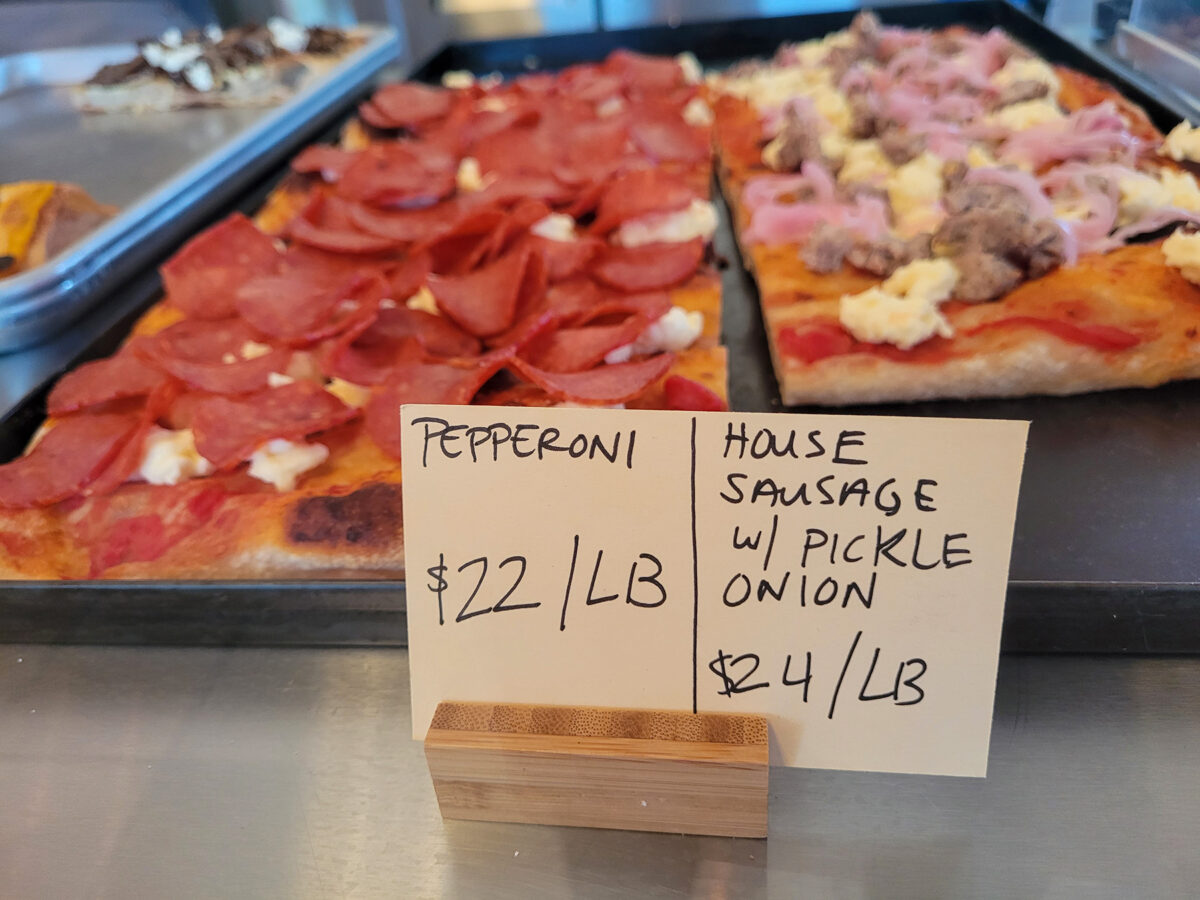 PEPPERONI
$22/LB
HOUSE
SAUSAGE
W/ PICKLE
ONION
$24/LB